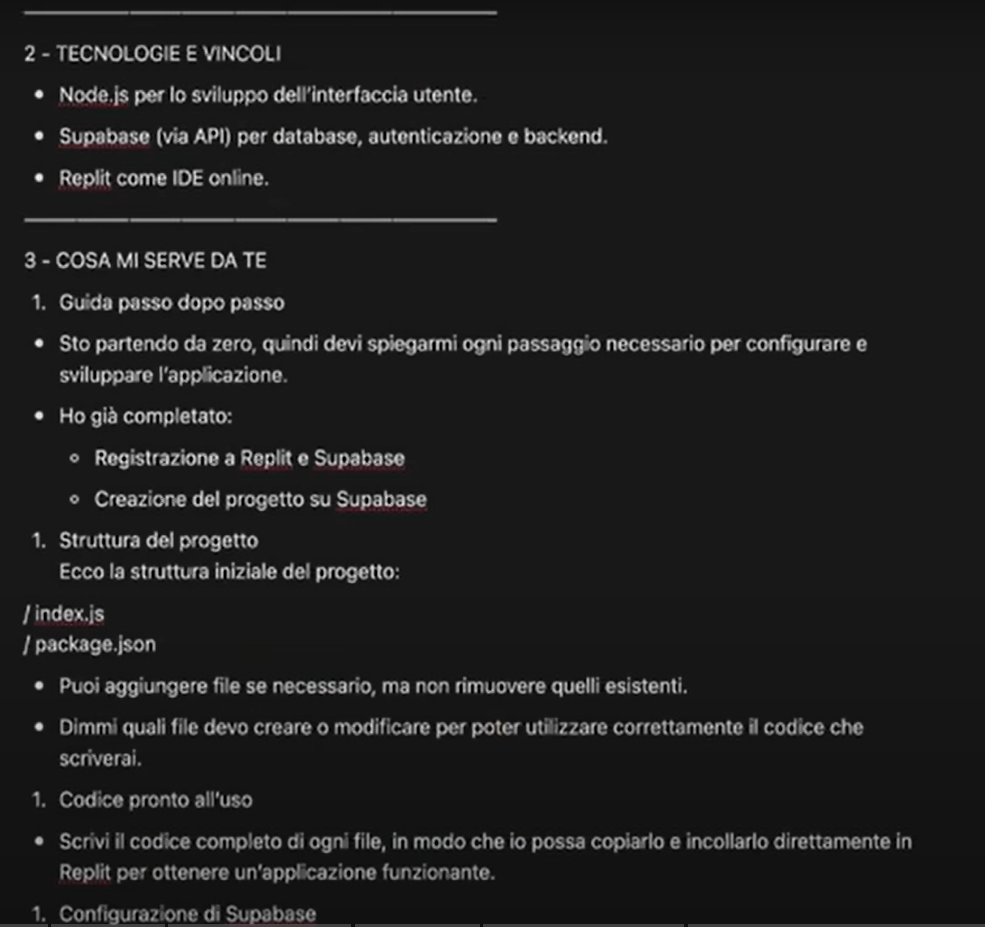 2 - TECNOLOGIE E VINCOLI
• Node.js per lo sviluppo dell'interfaccia utente.
• Supabase (via API) per database, autenticazione e backend.
• Replit come IDE online.
3 - COSA MI SERVE DA TE
1. Guida passo dopo passo
• Sto partendo da zero, quindi devi spiegarmi ogni passaggio necessario per configurare e
sviluppare l'applicazione.
• Ho già completato:
◦ Registrazione a Replit e Supabase
◦ Creazione del progetto su Supabase
1. Struttura del progetto
Ecco la struttura iniziale del progetto:
/ index.js
/ package.json
• Puoi aggiungere file se necessario, ma non rimuovere quelli esistenti.
• Dimmi quali file devo creare o modificare per poter utilizzare correttamente il codice che
scriverai.
1. Codice pronto all'uso
• Scrivi il codice completo di ogni file, in modo che io possa copiarlo e incollarlo direttamente in
Replit per ottenere un'applicazione funzionante.
1. Configurazione di Supabase